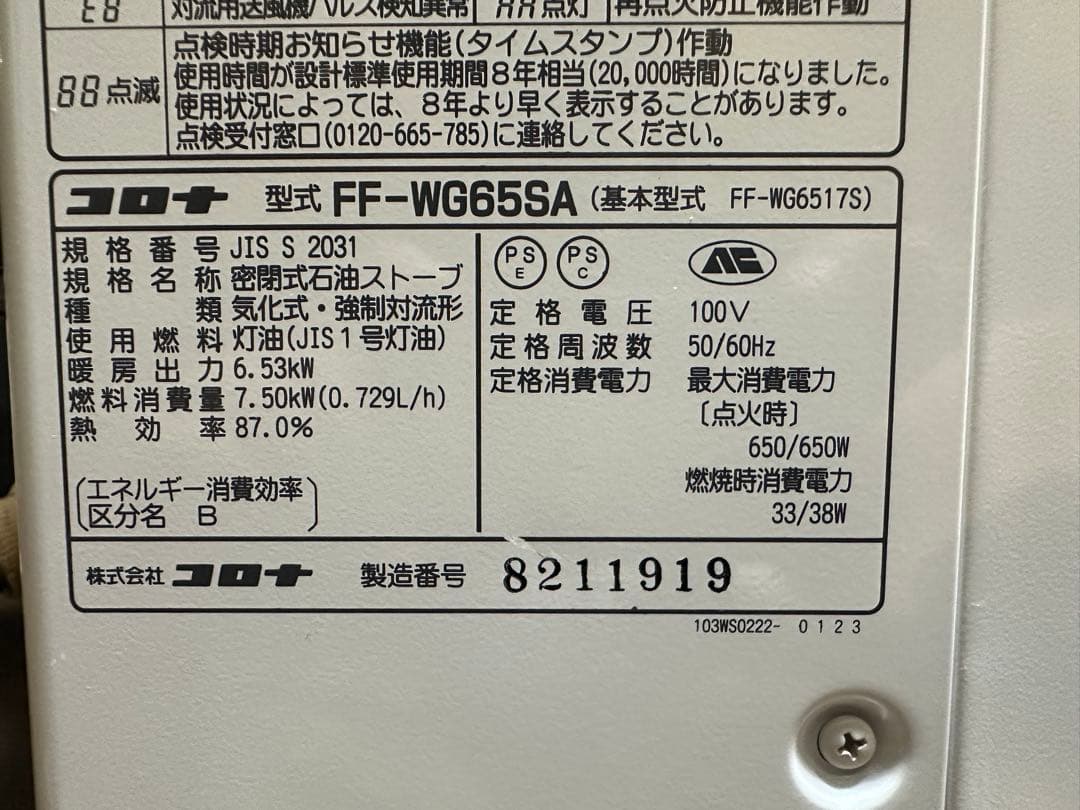 E8 対流用送風機パルス検知異常 HH点灯 再点火防止機能作動
88点滅
点検時期お知らせ機能(タイムスタンプ)作動
使用時間が設計標準使用期間8年相当(20,000時間)になりました。
使用状況によっては、8年より早く表示することがあります。
点検受付窓口(0120-665-785)に連絡してください。
コロナ 型式 FF-WG65SA (基本型式 FF-WG6517S)
規格番号 JIS S 2031
規格名称 密閉式石油ストーブ
種類 気化式・強制対流形
使用燃料 灯油(JIS1号灯油)
暖房出力 6.53kW
燃料消費量 7.50kW(0.729L/h)
熱効率 87.0%
(エネルギー消費効率
区分名 B)
PSE PSC
定格電圧 100V
定格周波数 50/60Hz
定格消費電力 最大消費電力
〔点火時〕
650/650W
燃焼時消費電力
33/38W
株式会社 コロナ 製造番号 8211919
103WS0222- 0123